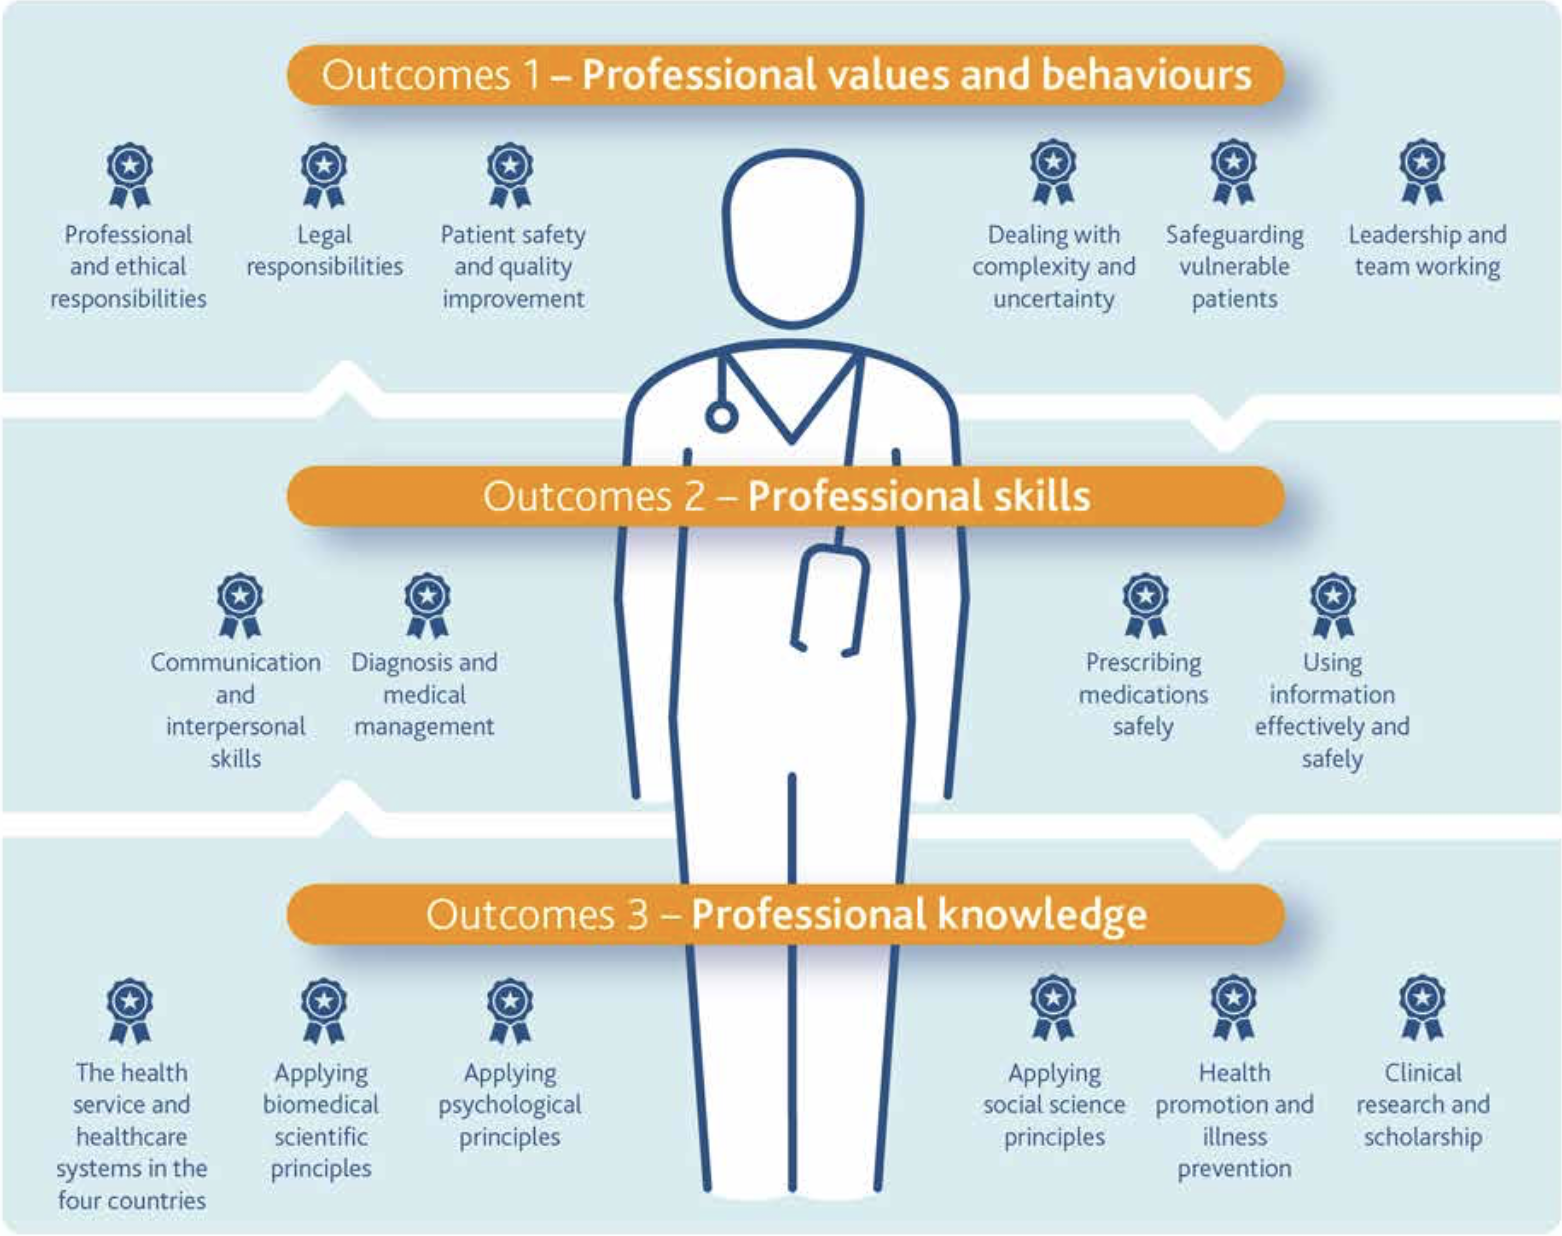 Outcomes 1 – Professional values and behaviours
Professional
and ethical
responsibilities
Legal
responsibilities
Patient safety
and quality
improvement
Dealing with
complexity and
uncertainty
Safeguarding
vulnerable
patients
Leadership and
team working
Outcomes 2 – Professional skills
Communication
and
interpersonal
skills
Diagnosis and
medical
management
Prescribing
medications
safely
Using
information
effectively and
safely
Outcomes 3 – Professional knowledge
The health
service and
healthcare
systems in the
four countries
Applying
biomedical
scientific
principles
Applying
psychological
principles
Applying
social science
principles
Health
promotion and
illness
prevention
Clinical
research and
scholarship